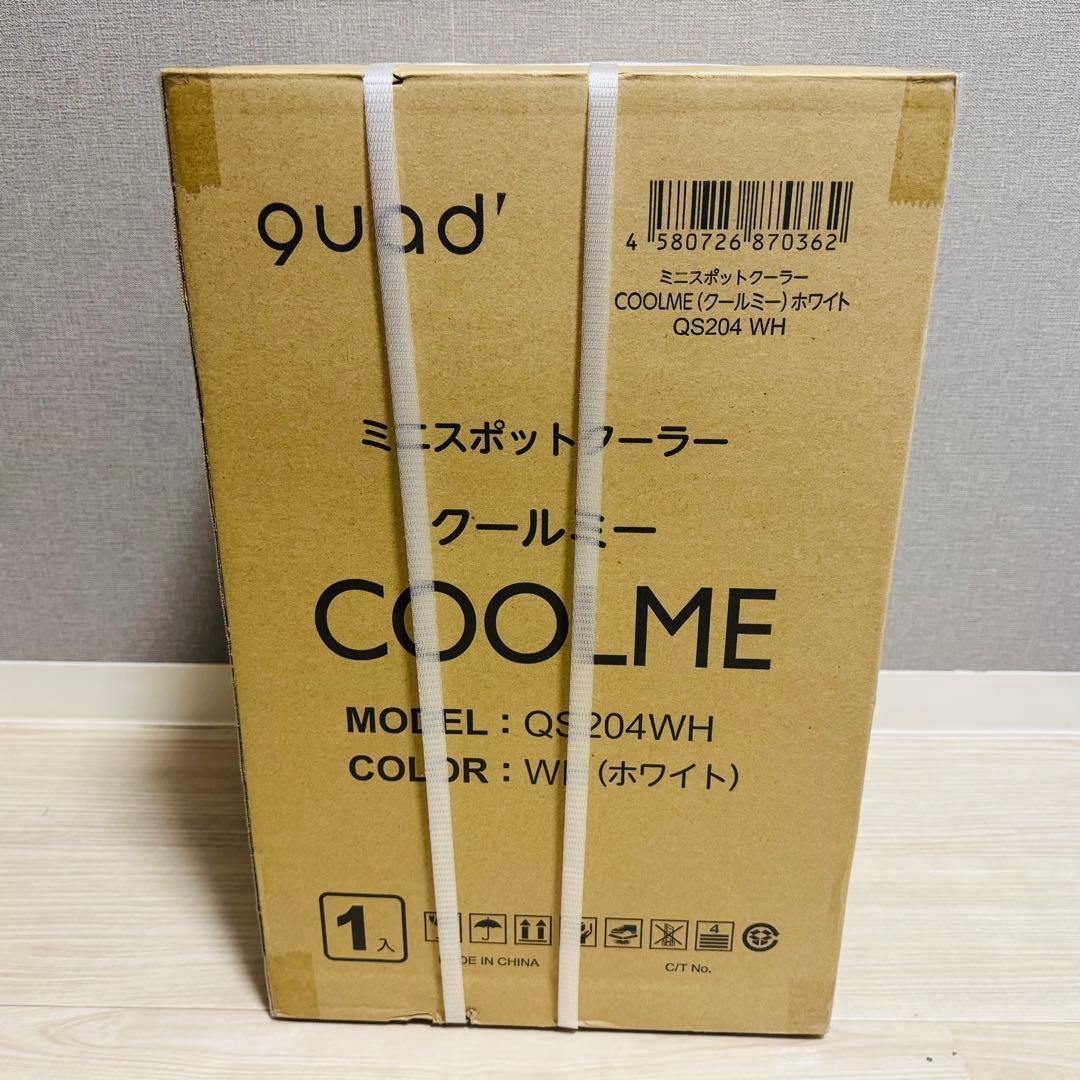 quad'
4 580726 870362
ミニスポットクーラー
COOLME(クールミー)ホワイト
QS204 WH
ミニスポットクーラー
クールミー
COOLME
MODEL : QS204WH
COLOR : WH (ホワイト)
1入
4
MADE IN CHINA
C/T No.